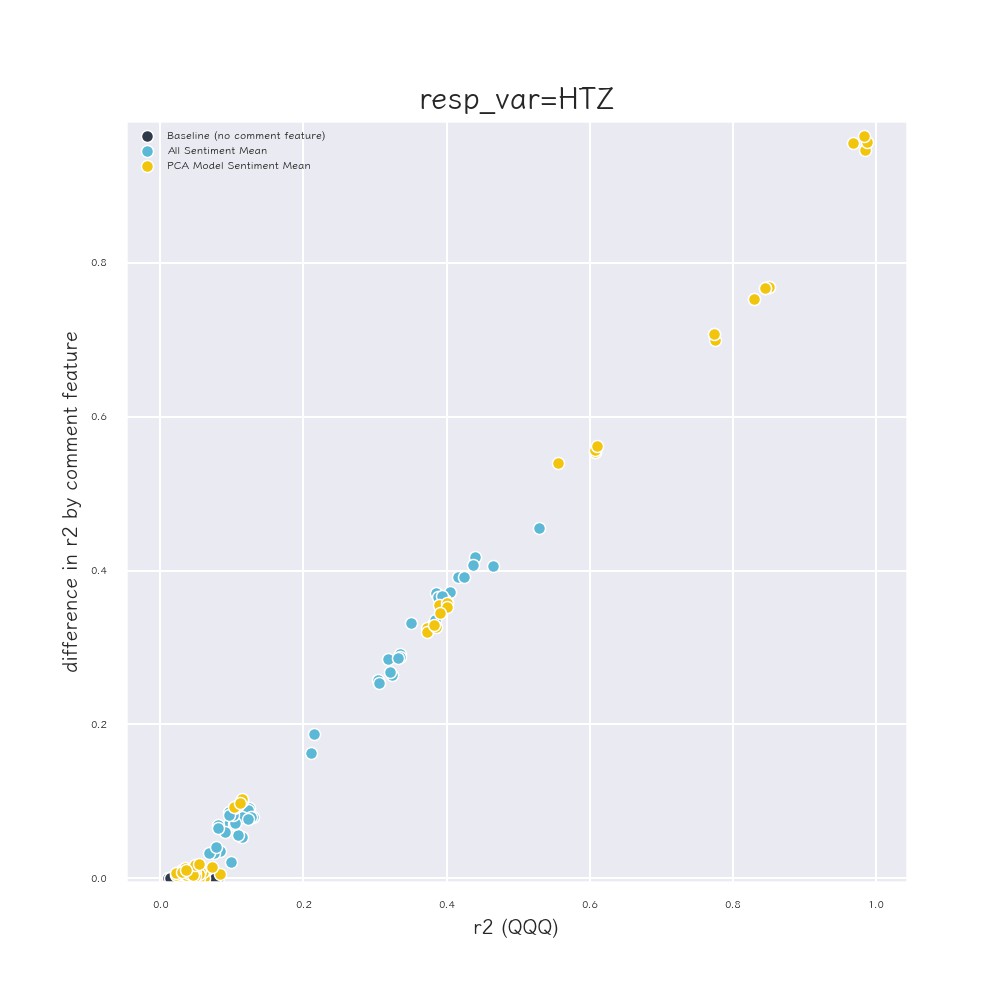 resp_var=HTZ
Baseline (no comment feature)
All Sentiment Mean
PCA Model Sentiment Mean
difference in r2 by comment feature
0.8
0.6
0.4
0.2
0.0
0.0 0.2 0.4 0.6 0.8 1.0
r2 (QQQ)